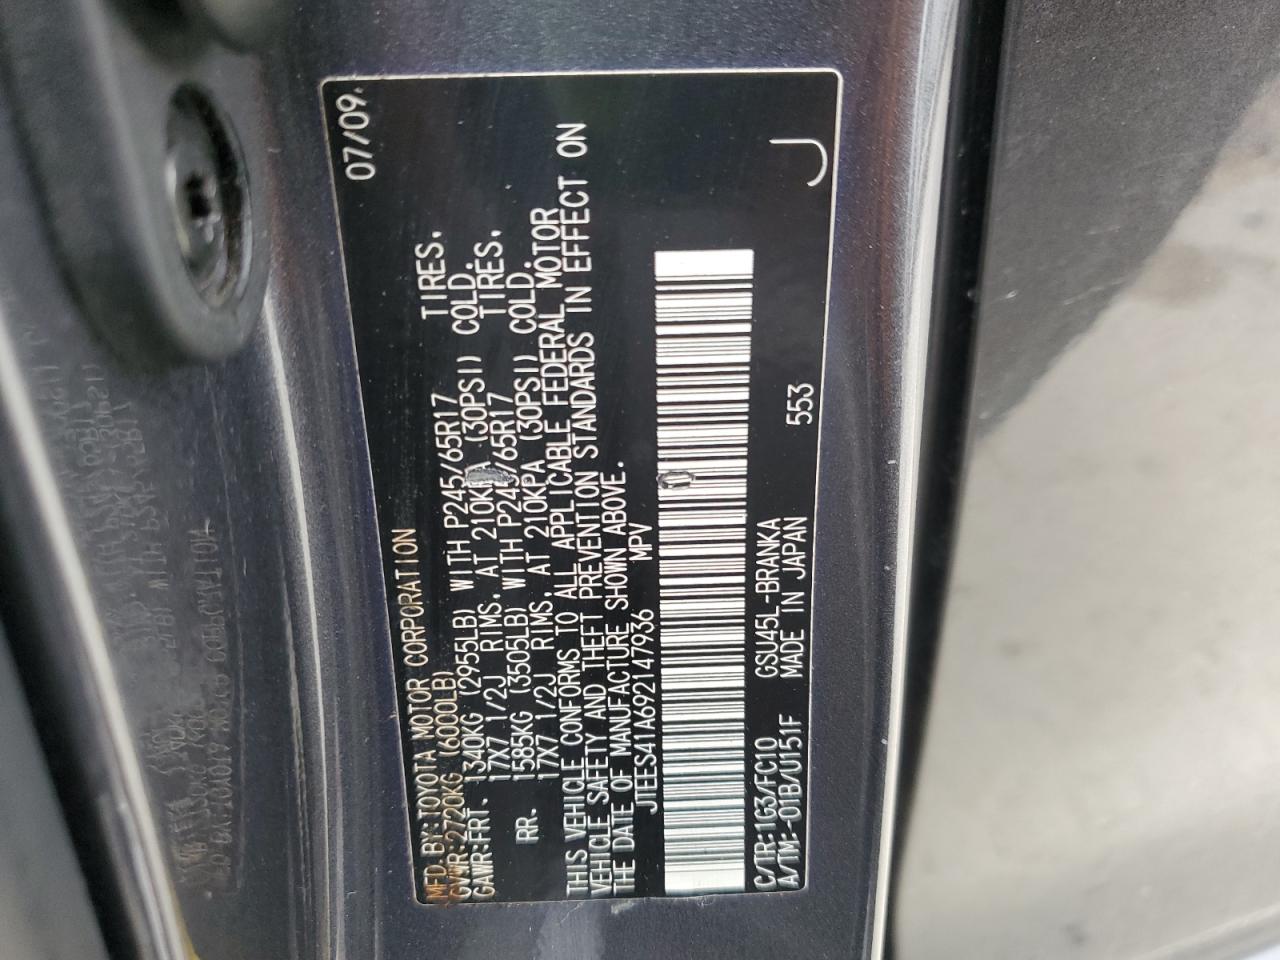 07/09
MFD. BY: TOYOTA MOTOR CORPORATION
GVWR: 2720KG (6000LB)
GAWR: FRT. 1340KG (2955LB) WITH P245/65R17 TIRES.
17X7 1/2J RIMS, AT 210KPA (30PSI) COLD.
RR. 1585KG (3505LB) WITH P245/65R17 TIRES.
17X7 1/2J RIMS, AT 210KPA (30PSI) COLD.
THIS VEHICLE CONFORMS TO ALL APPLICABLE FEDERAL MOTOR
VEHICLE SAFETY AND THEFT PREVENTION STANDARDS IN EFFECT ON
THE DATE OF MANUFACTURE SHOWN ABOVE.
JTEES41A692147936 MPV
C/TR: 1G3/FC10 GSU45L-BRANKA
A/TM: -01B/U151F MADE IN JAPAN 553 J